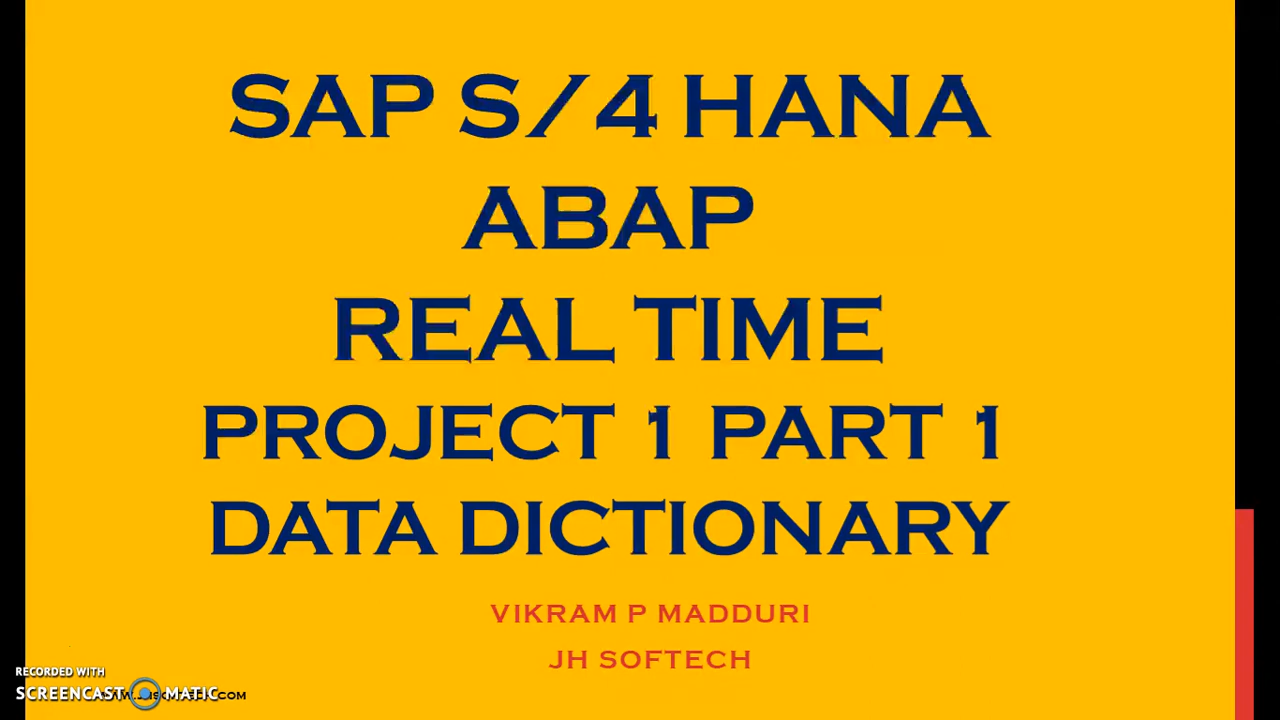 SAP S/4 HANA
ABAP
REAL TIME
PROJECT 1 PART 1
DATA DICTIONARY
VIKRAM P MADDURI
JH SOFTECH
RECORDED WITH
SCREENCAST-O-MATIC